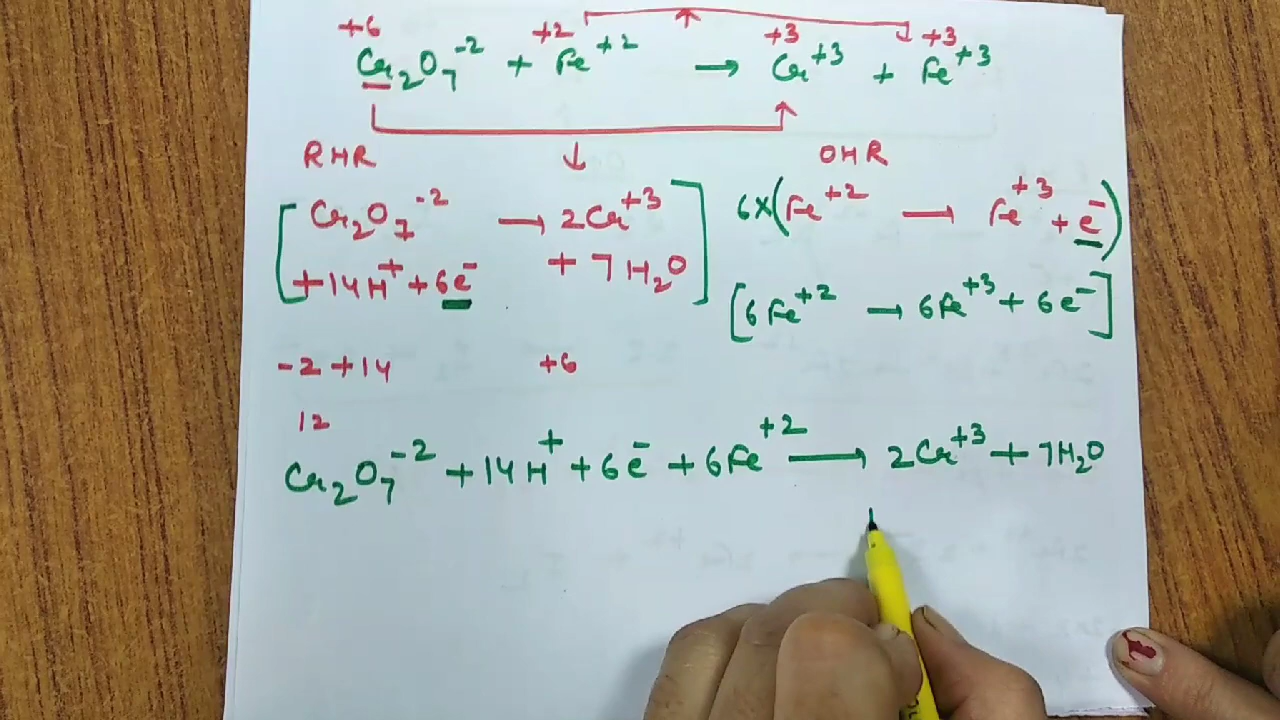 +6 +2 +3 +3
Cr₂O₇⁻² + Fe⁺² → Cr⁺³ + Fe⁺³
RHR ↓ OHR
[Cr₂O₇⁻² → 2Cr⁺³ 6×(Fe⁺² → Fe⁺³ + e⁻)
+14H⁺ + 6e⁻ + 7H₂O]
[6Fe⁺² → 6Fe⁺³ + 6e⁻]
-2 +14 +6
12
Cr₂O₇⁻² + 14H⁺ + 6e⁻ + 6Fe⁺² → 2Cr⁺³ + 7H₂O